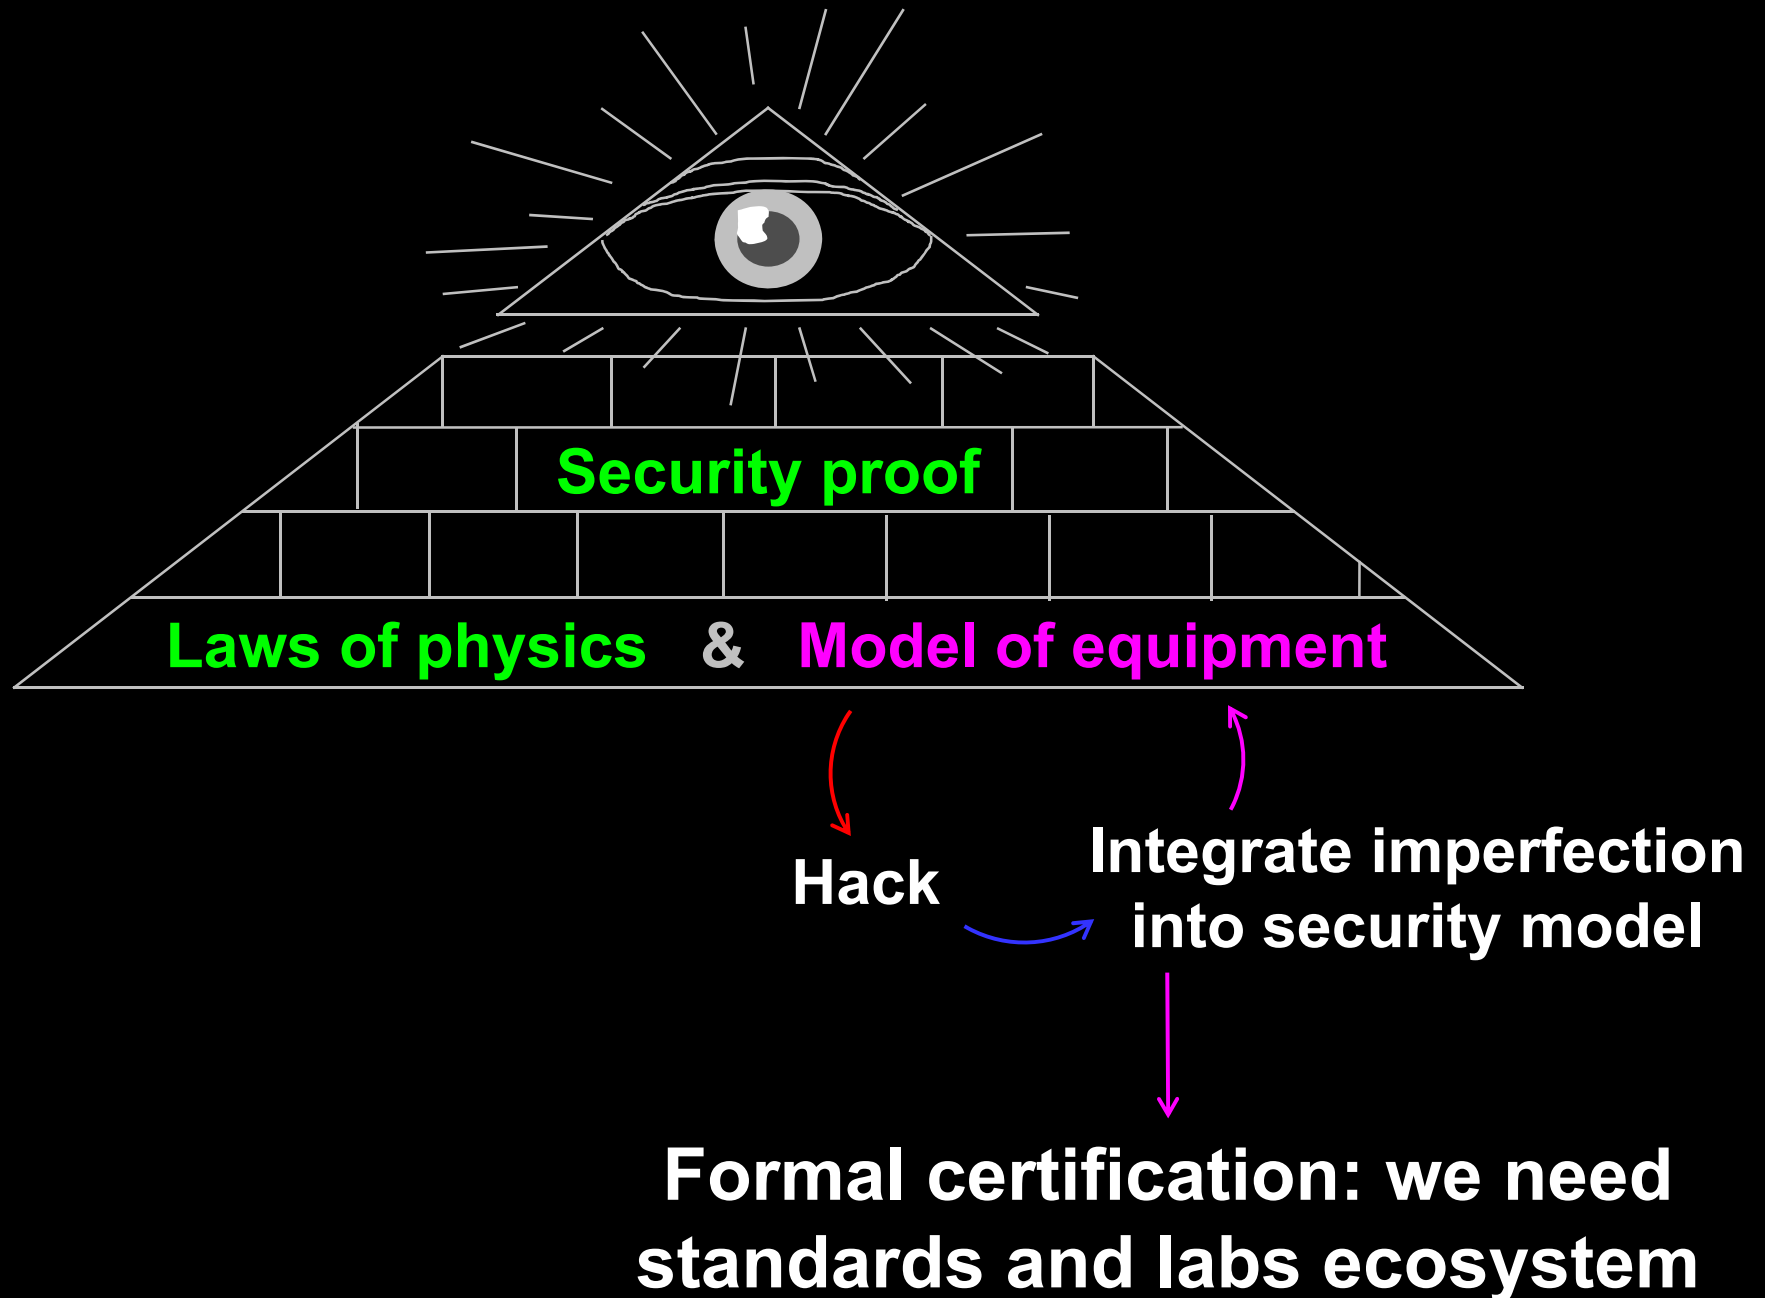 Security proof
Laws of physics & Model of equipment
Hack
Integrate imperfection
into security model
Formal certification: we need
standards and labs ecosystem